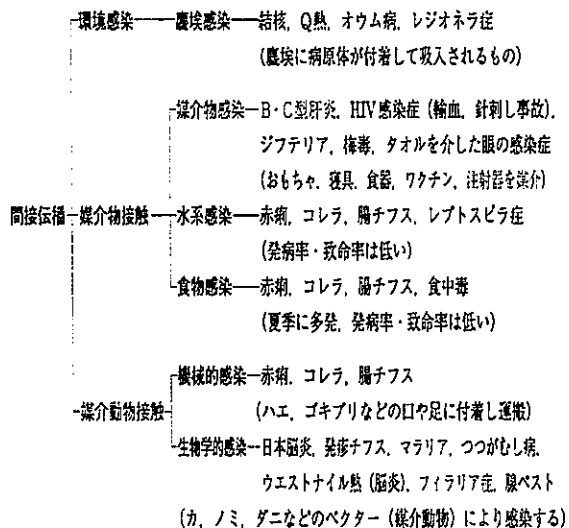 環境感染 塵埃感染 結核, Q熱, オウム病, レジオネラ症
(塵埃に病原体が付着して吸入されるもの)
媒介物感染 B・C型肝炎, HIV感染症 (輸血, 針刺し事故),
ジフテリア, 梅毒, タオルを介した眼の感染症
(おもちゃ, 寝具, 食器, ワクチン, 注射器を媒介)
間接伝播 媒介物接触 水系感染 赤痢, コレラ, 腸チフス, レプトスピラ症
(発病率・致命率は低い)
食物感染 赤痢, コレラ, 腸チフス, 食中毒
(夏季に多発, 発病率・致命率は低い)
機械的感染 赤痢, コレラ, 腸チフス
媒介動物接触 (ハエ, ゴキブリなどの口や足に付着し運搬)
生物学的感染 日本脳炎, 発疹チフス, マラリア, つつがむし病,
ウエストナイル熱 (脳炎), フィラリア症, 腺ペスト
(カ, ノミ, ダニなどのベクター (媒介動物) により感染する)